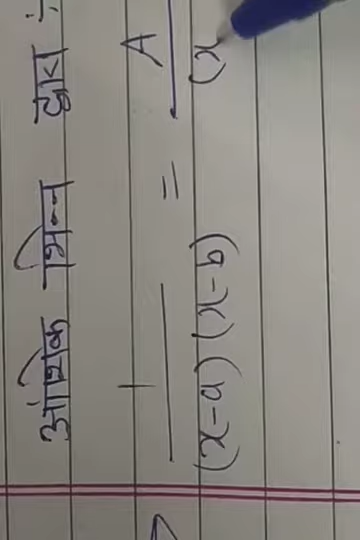 आंशिक भिन्न द्वारा :
1 / (x-a)(x-b) = A / (x